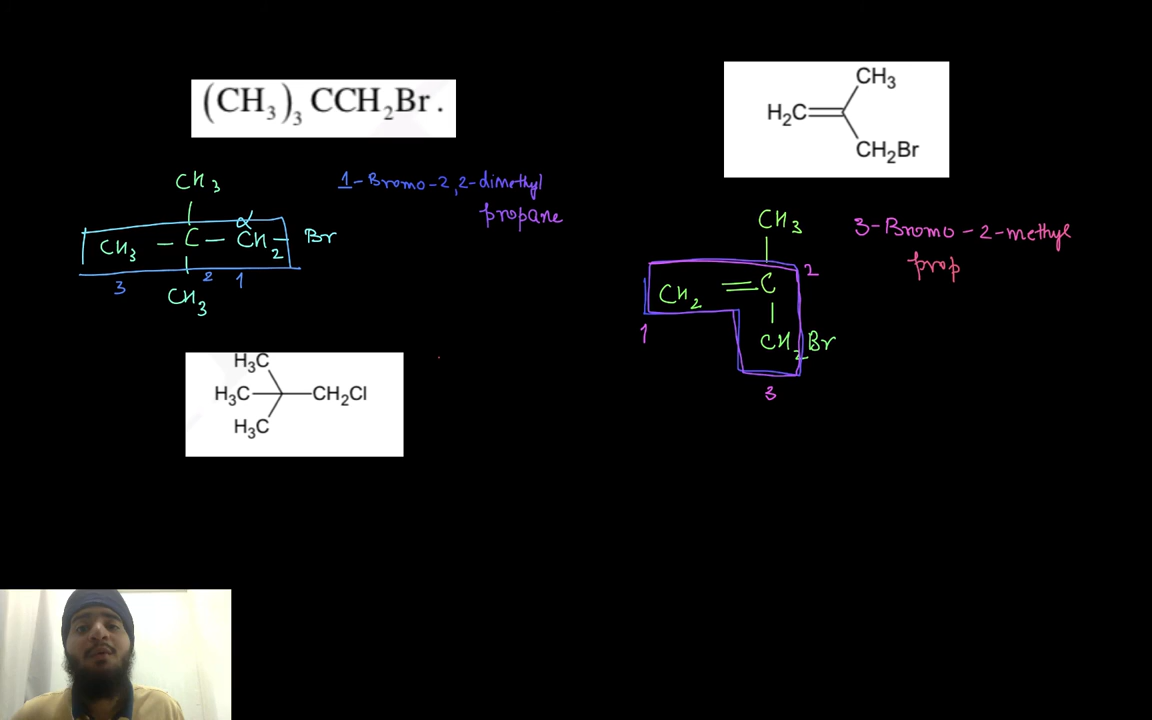 (CH₃)₃ CCH₂Br.
CH₃
CH₃ — C — CH₂ — Br
α
3 2 1
CH₃
1-Bromo-2,2-dimethyl
propane
H₃C
H₃C CH₂Cl
H₃C
CH₃
H₂C
CH₂Br
CH₃
2
CH₂ = C
1
CH₂Br
3
3-Bromo-2-methyl
prop